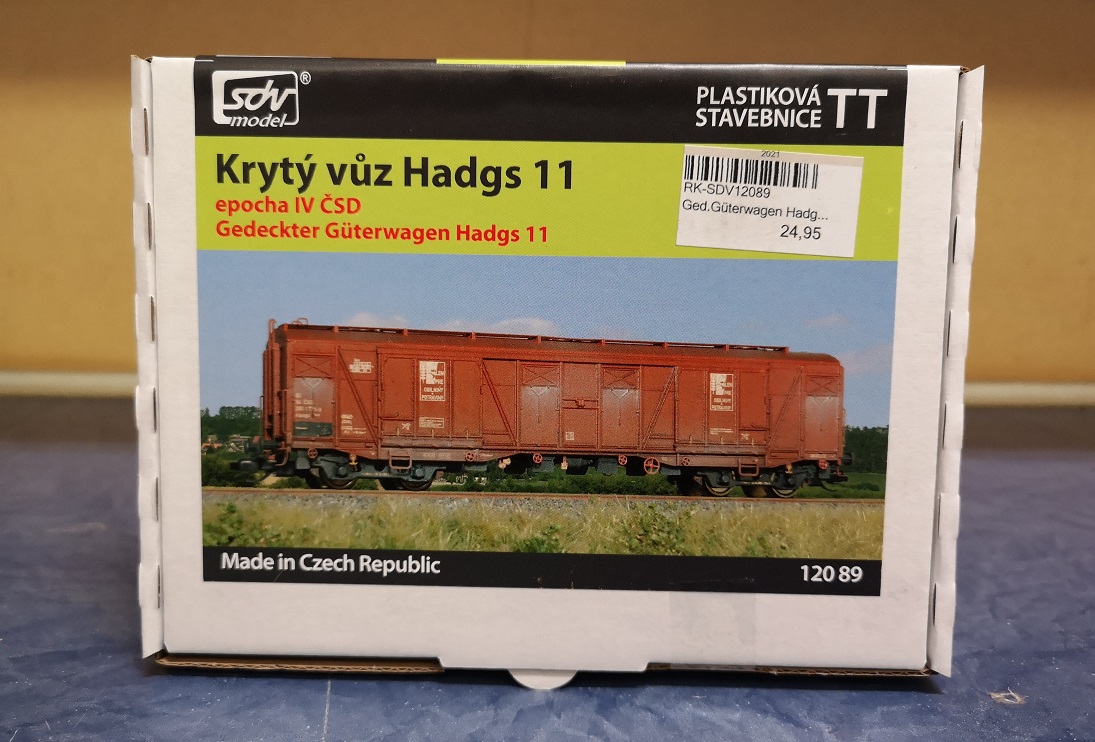 sdv
model
®
PLASTIKOVÁ
STAVEBNICE
TT
Krytý vůz Hadgs 11
epocha IV ČSD
Gedeckter Güterwagen Hadgs 11
2021
RK-SDV12089
Ged.Güterwagen Hadg...
24,95
Made in Czech Republic
120 89